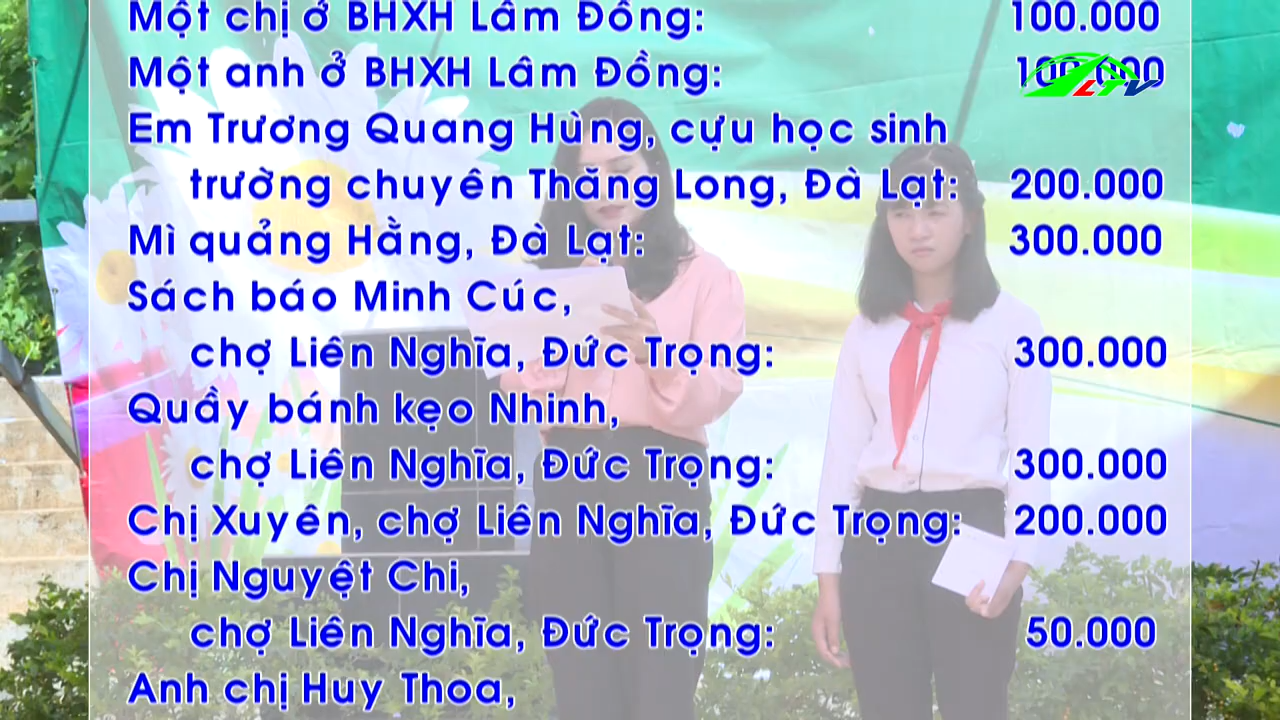 Một chị ở BHXH Lâm Đồng: 100.000
Một anh ở BHXH Lâm Đồng: 100.000
LTV
Em Trương Quang Hùng, cựu học sinh
trường chuyên Thăng Long, Đà Lạt: 200.000
Mì quảng Hằng, Đà Lạt: 300.000
Sách báo Minh Cúc,
chợ Liên Nghĩa, Đức Trọng: 300.000
Quầy bánh kẹo Nhinh,
chợ Liên Nghĩa, Đức Trọng: 300.000
Chị Xuyên, chợ Liên Nghĩa, Đức Trọng: 200.000
Chị Nguyệt Chi,
chợ Liên Nghĩa, Đức Trọng: 50.000
Anh chị Huy Thoa,